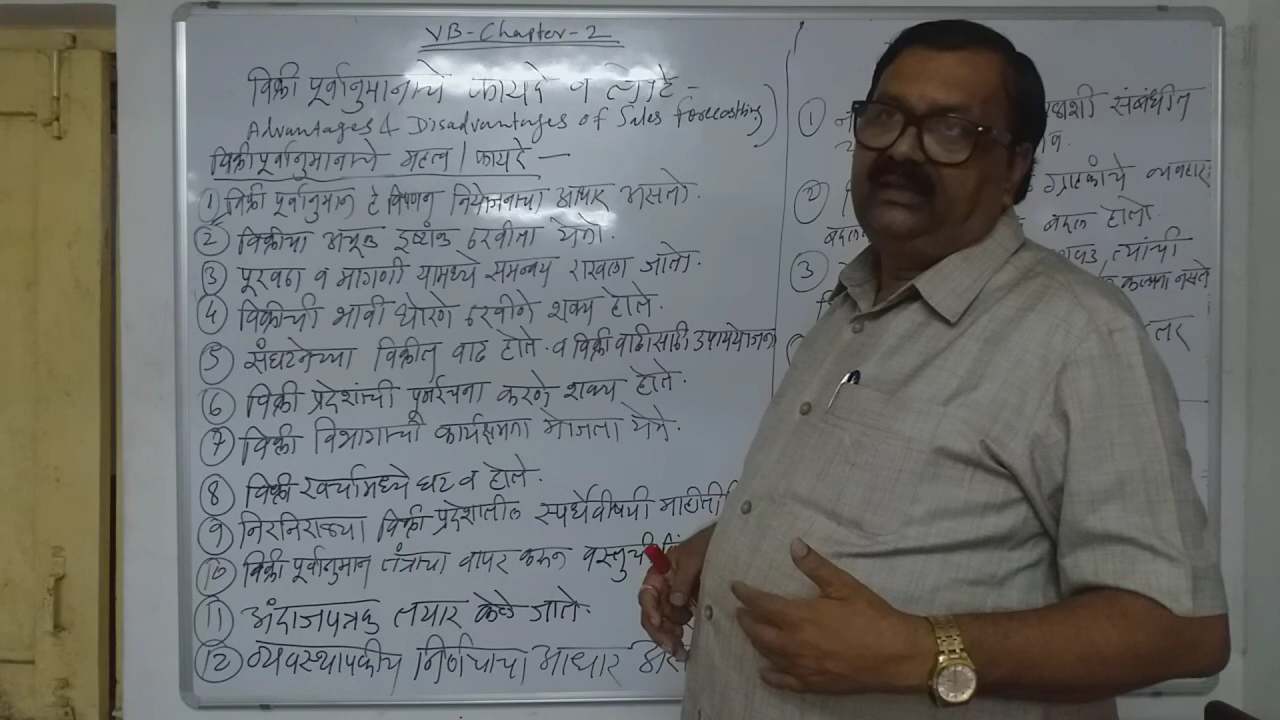 VB-Chapter-2
विक्री पूर्वानुमानाचे फायदे व तोटे -
Advantages & Disadvantages of Sales Forecasting)
विक्रीपूर्वानुमानाचे महत्व / फायदे —
① विक्री पूर्वानुमान हे विपणन नियोजनाचा आधार असतो.
② विक्रीचा अचूक इष्टांक ठरवीता येतो.
③ पूरवठा व मागणी यामध्ये समन्वय राखला जातो.
④ विक्रीची भावी धोरणे ठरवीणे शक्य होते.
⑤ संघटनेच्या विक्रीत वाढ होते. व विक्री वाढीसाठी उपाययोजना
⑥ विक्री प्रदेशांची पूर्नरचना करणे शक्य होते.
⑦ विक्री विभागाची कार्यक्षमता मोजता येते.
⑧ विक्री खर्चामध्ये घट व होते.
⑨ निरनिराळ्या विक्री प्रदेशातील स्पर्धेवीषयी माहीती
⑩ विक्री पूर्वानुमान तंत्राचा वापर करून वस्तुची
⑪ अंदाजपत्रक तयार केले जाते.
⑫ व्यवस्थापकीय निर्णयाचा आधार
①
शी संबंधीत
② ग्राहकांचे व्यवहार
बदल होतो.
③ त्यांची
कल्पना नसते